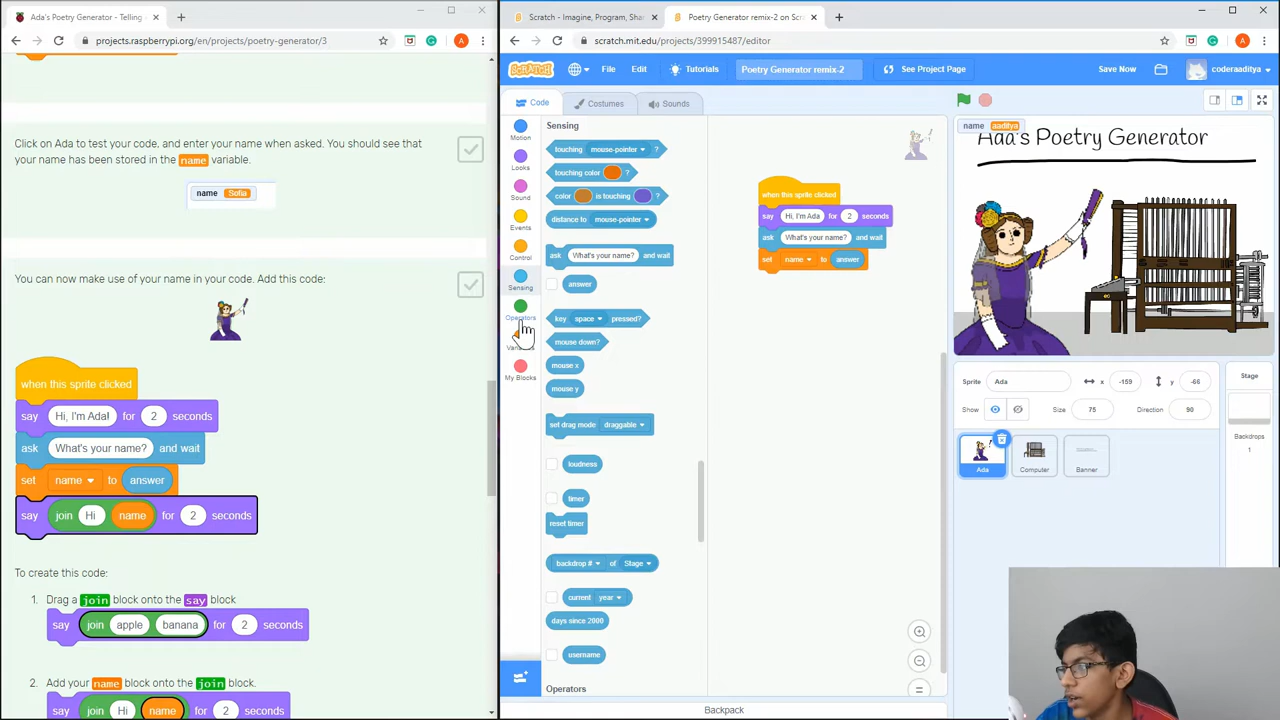 Ada's Poetry Generator - Telling
projects.raspberrypi.org/en/projects/poetry-generator/3
Click on Ada to test your code, and enter your name when asked. You should see that
your name has been stored in the name variable.
name Sofia
You can now make use of your name in your code. Add this code:
when this sprite clicked
say Hi, I'm Ada! for 2 seconds
ask What's your name? and wait
set name to answer
say join Hi name for 2 seconds
To create this code:
1. Drag a join block onto the say block
say join apple banana for 2 seconds
2. Add your name block onto the join block.
say join Hi name for 2 seconds
Scratch - Imagine, Program, Sha
Poetry Generator remix-2 on Scr
scratch.mit.edu/projects/399915487/editor
SCRATCH
File
Edit
Tutorials
Poetry Generator remix-2
See Project Page
Save Now
coderaaditya
Code
Costumes
Sounds
Motion
Looks
Sound
Events
Control
Sensing
Operators
My Blocks
Sensing
touching mouse-pointer ?
touching color ?
color is touching ?
distance to mouse-pointer
ask What's your name? and wait
answer
key space pressed?
mouse down?
mouse x
mouse y
set drag mode draggable
loudness
timer
reset timer
backdrop # of Stage
current year
days since 2000
username
Operators
when this sprite clicked
say Hi, I'm Ada for 2 seconds
ask What's your name? and wait
set name to answer
Backpack
name aaditya
Ada's Poetry Generator
Sprite Ada x -159 y -66
Show Size 75 Direction 90
Ada
Computer
Banner
Stage
Backdrops
1